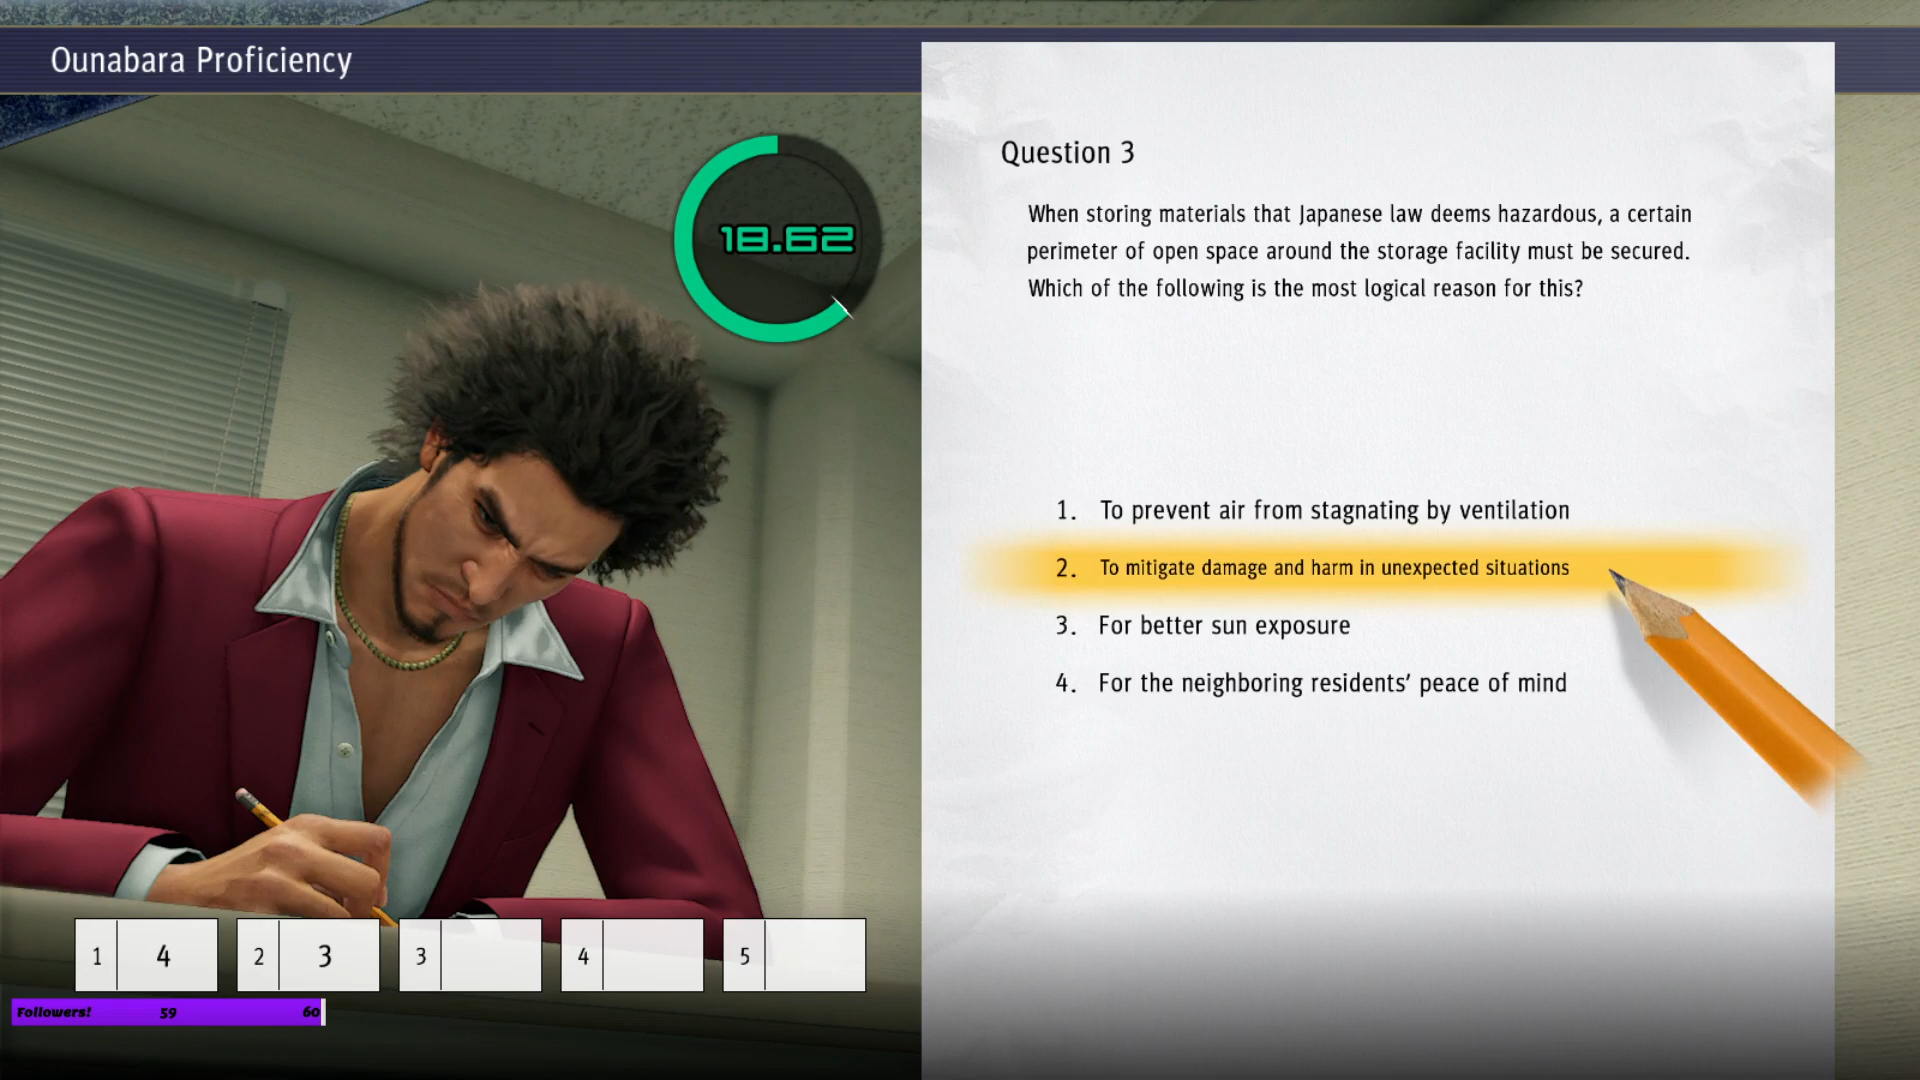 Ounabara Proficiency
18.62
Question 3
When storing materials that Japanese law deems hazardous, a certain
perimeter of open space around the storage facility must be secured.
Which of the following is the most logical reason for this?
1. To prevent air from stagnating by ventilation
2. To mitigate damage and harm in unexpected situations
3. For better sun exposure
4. For the neighboring residents' peace of mind
1 4 2 3 3 4 5
Followers! 59 60